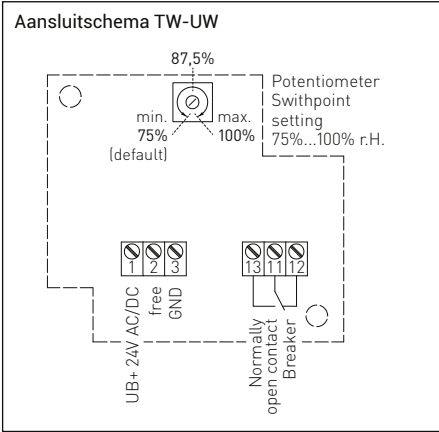 Aansluitschema TW-UW
87,5%
min.
75%
(default)
max.
100%
Potentiometer
Swithpoint
setting
75%...100% r.H.
1
2
3
13
11
12
UB+ 24V AC/DC
free
GND
Normally
open contact
Breaker